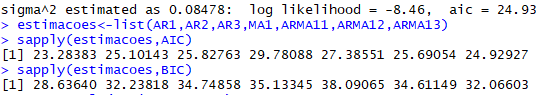 sigma^2 estimated as 0.08478:  log likelihood = -8.46,  aic = 24.93
> estimacoes<-list(AR1,AR2,AR3,MA1,ARMA11,ARMA12,ARMA13)
> sapply(estimacoes,AIC)
[1] 23.28383 25.10143 25.82763 29.78088 27.38551 25.69054 24.92927
> sapply(estimacoes,BIC)
[1] 28.63640 32.23818 34.74858 35.13345 38.09065 34.61149 32.06603